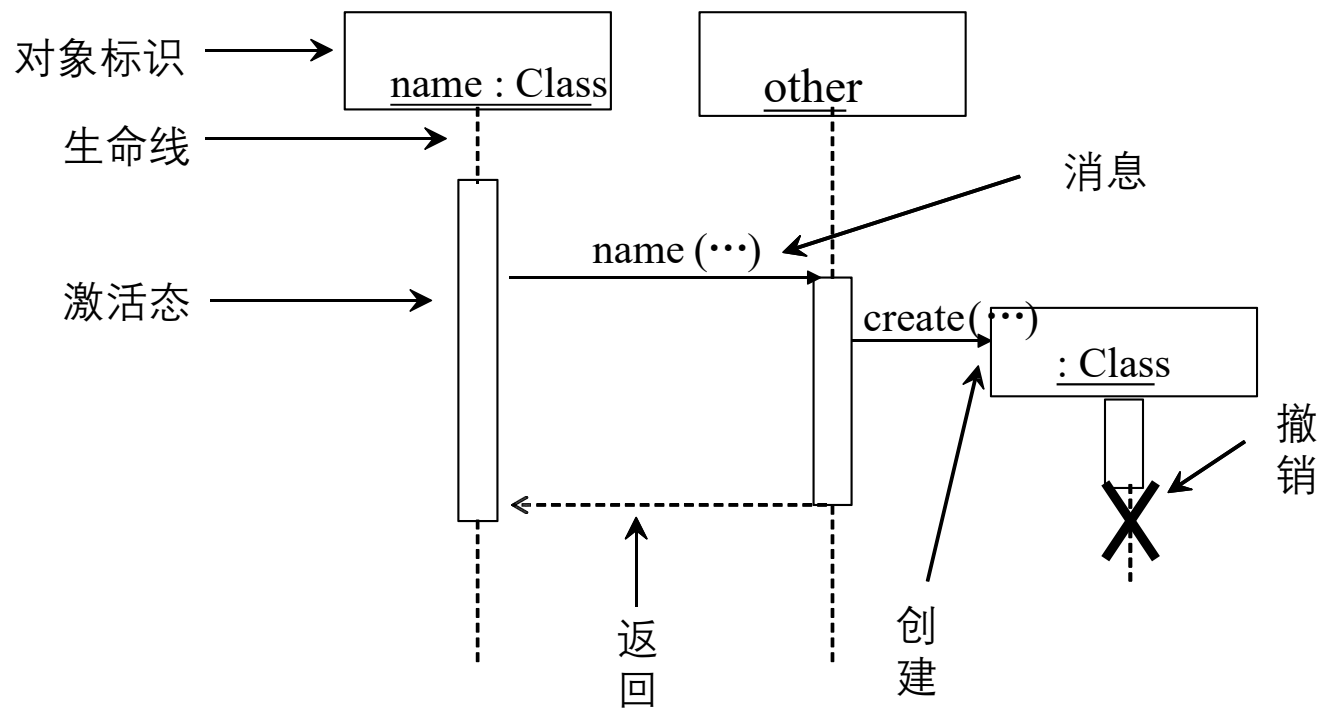 对象标识
name : Class
other
生命线
消息
name (···)
激活态
create(···)
: Class
撤
销
返
回
创
建